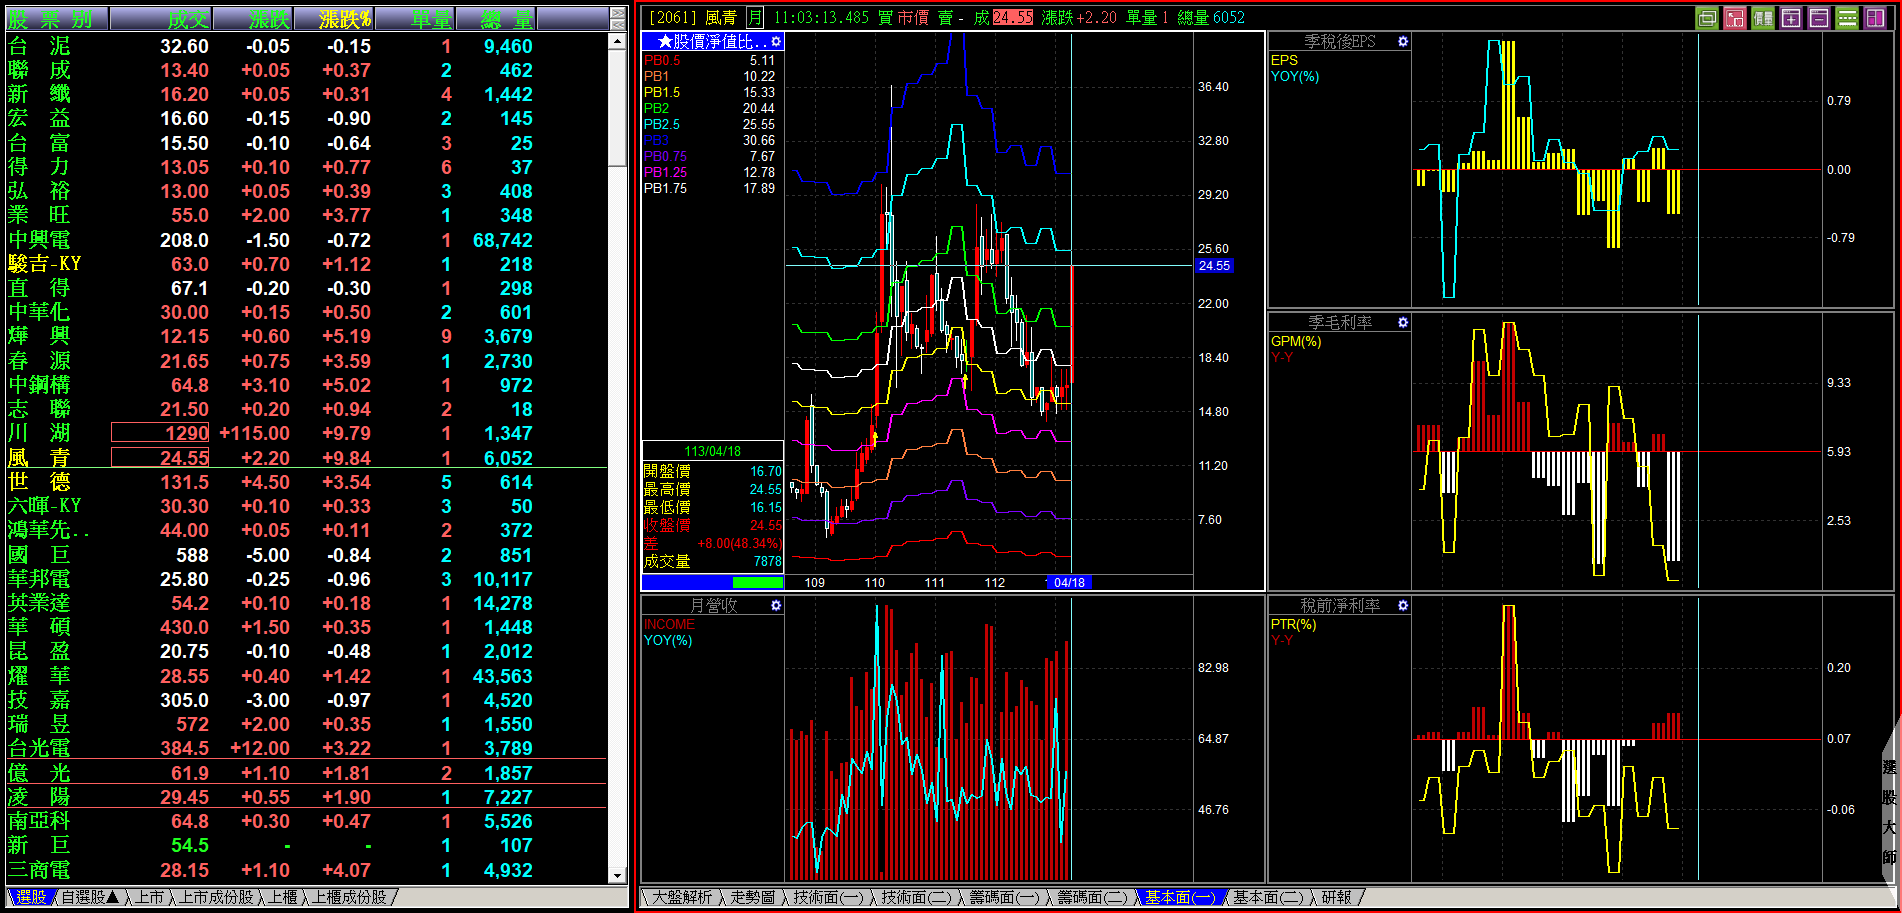 股票別 成交 漲跌 漲跌% 單量 總量
台泥 32.60 -0.05 -0.15 1 9,460
聯成 13.40 +0.05 +0.37 2 462
新纖 16.20 +0.05 +0.31 4 1,442
宏益 16.60 -0.15 -0.90 2 145
台富 15.50 -0.10 -0.64 3 25
得力 13.05 +0.10 +0.77 6 37
弘裕 13.00 +0.05 +0.39 3 408
業旺 55.0 +2.00 +3.77 1 348
中興電 208.0 -1.50 -0.72 1 68,742
駿吉-KY 63.0 +0.70 +1.12 1 218
直得 67.1 -0.20 -0.30 1 298
中華化 30.00 +0.15 +0.50 2 601
燁興 12.15 +0.60 +5.19 9 3,679
春源 21.65 +0.75 +3.59 1 2,730
中鋼構 64.8 +3.10 +5.02 1 972
志聯 21.50 +0.20 +0.94 2 18
川湖 1290 +115.00 +9.79 1 1,347
風青 24.55 +2.20 +9.84 1 6,052
世德 131.5 +4.50 +3.54 5 614
六暉-KY 30.30 +0.10 +0.33 3 50
鴻華先.. 44.00 +0.05 +0.11 2 372
國巨 588 -5.00 -0.84 2 851
華邦電 25.80 -0.25 -0.96 3 10,117
英業達 54.2 +0.10 +0.18 1 14,278
華碩 430.0 +1.50 +0.35 1 1,448
昆盈 20.75 -0.10 -0.48 1 2,012
燿華 28.55 +0.40 +1.42 1 43,563
技嘉 305.0 -3.00 -0.97 1 4,520
瑞昱 572 +2.00 +0.35 1 1,550
台光電 384.5 +12.00 +3.22 1 3,789
億光 61.9 +1.10 +1.81 2 1,857
凌陽 29.45 +0.55 +1.90 1 7,227
南亞科 64.8 +0.30 +0.47 1 5,526
新巨 54.5 - - 1 107
三商電 28.15 +1.10 +4.07 1 4,932
選股 自選股▲ 上市 上市成份股 上櫃 上櫃成份股
[2061] 風青 月 11:03:13.485 買市價 賣- 成24.55 漲跌+2.20 單量1 總量6052
價量
★股價淨值比..
PB0.5 5.11
PB1 10.22
PB1.5 15.33
PB2 20.44
PB2.5 25.55
PB3 30.66
PB0.75 7.67
PB1.25 12.78
PB1.75 17.89
113/04/18
開盤價 16.70
最高價 24.55
最低價 16.15
收盤價 24.55
差 +8.00(48.34%)
成交量 7878
36.40
32.80
29.20
25.60
24.55
22.00
18.40
14.80
11.20
7.60
109 110 111 112 04/18
月營收
INCOME
YOY(%)
82.98
64.87
46.76
季稅後EPS
EPS
YOY(%)
0.79
0.00
-0.79
季毛利率
GPM(%)
Y-Y
9.33
5.93
2.53
稅前淨利率
PTR(%)
Y-Y
0.20
0.07
-0.06
選股大師
大盤解析 走勢圖 技術面(一) 技術面(二) 籌碼面(一) 籌碼面(二) 基本面(一) 基本面(二) 研報